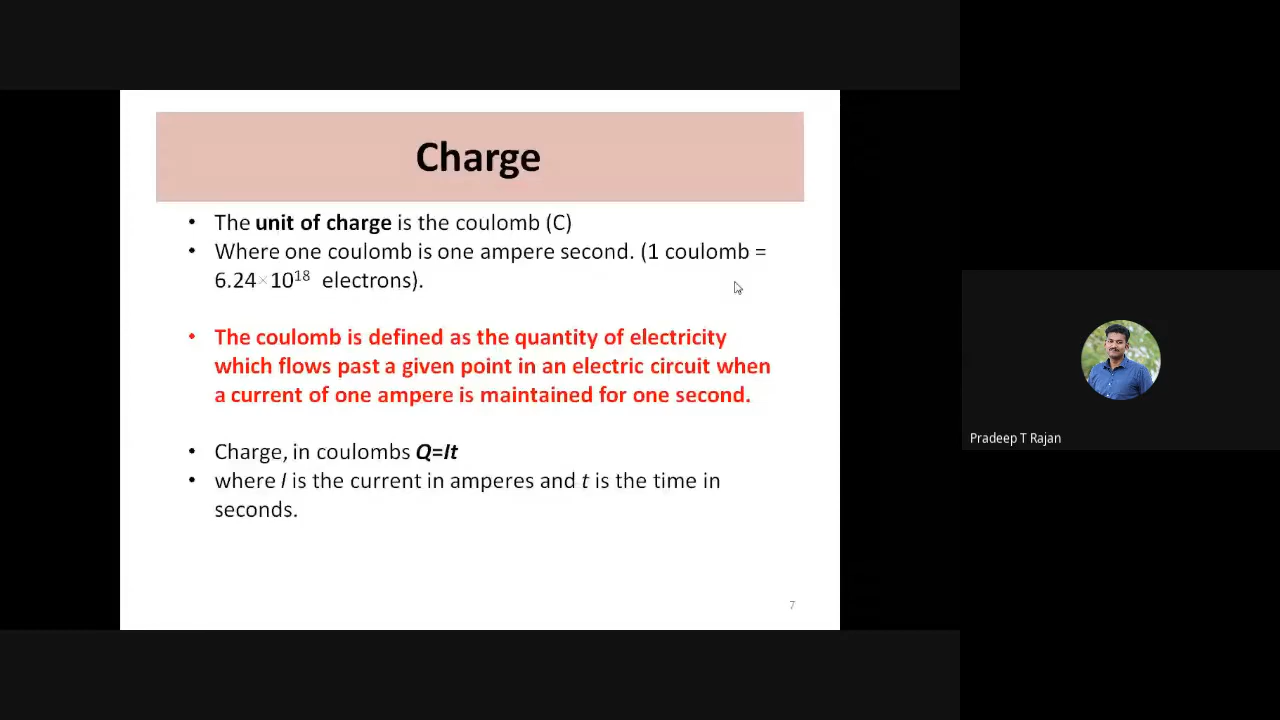 Charge
• The unit of charge is the coulomb (C)
• Where one coulomb is one ampere second. (1 coulomb =
6.24×10¹⁸ electrons).
• The coulomb is defined as the quantity of electricity
which flows past a given point in an electric circuit when
a current of one ampere is maintained for one second.
• Charge, in coulombs Q=It
• where I is the current in amperes and t is the time in
seconds.
7
Pradeep T Rajan